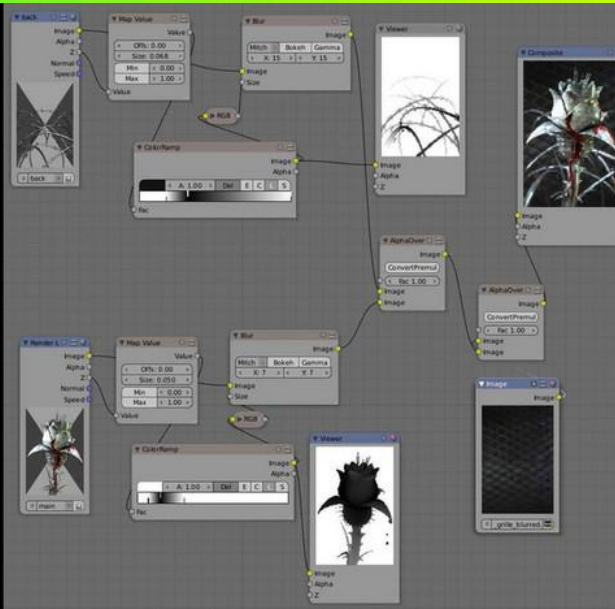 back
Image
Alpha
Z
Normal
Speed
back
Map Value
Value
Offs: 0.00
Size: 0.068
Min 0.00
Max 1.00
Value
Blur
Image
Mitch Bokeh Gamma
X: 15 Y: 15
Image
Size
RGB
Viewer
Image
Alpha
Z
Composite
Image
Alpha
Z
ColorRamp
Image
Alpha
A: 1.00 Del E C L S
Fac
AlphaOver
Image
ConvertPremul
Fac 1.00
Image
Image
AlphaOver
Image
ConvertPremul
Fac 1.00
Image
Image
Render L
Image
Alpha
Z
Normal
Speed
main
Map Value
Value
Offs: 0.00
Size: 0.050
Min 0.00
Max 1.00
Value
Blur
Image
Mitch Bokeh Gamma
X: 7 Y: 7
Image
Size
RGB
ColorRamp
Image
Alpha
A: 1.00 Del E C L S
Fac
Viewer
Image
Alpha
Z
Image
Image
_grille_blurred.